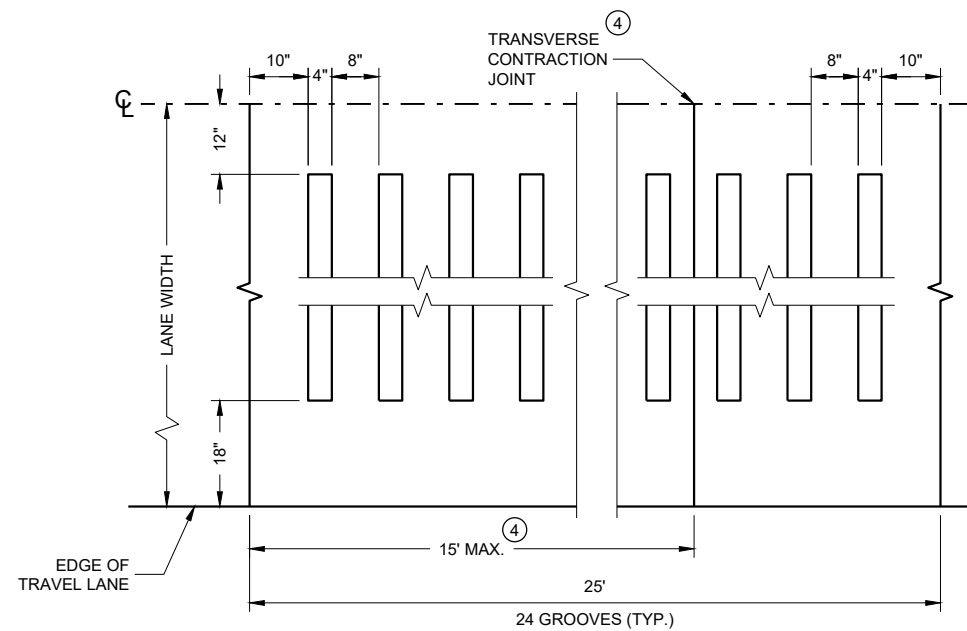 TRANSVERSE ④
CONTRACTION
JOINT
10"
4"
8"
8"
4"
10"
℄
12"
LANE WIDTH
18"
EDGE OF
TRAVEL LANE
④
15' MAX.
25'
24 GROOVES (TYP.)